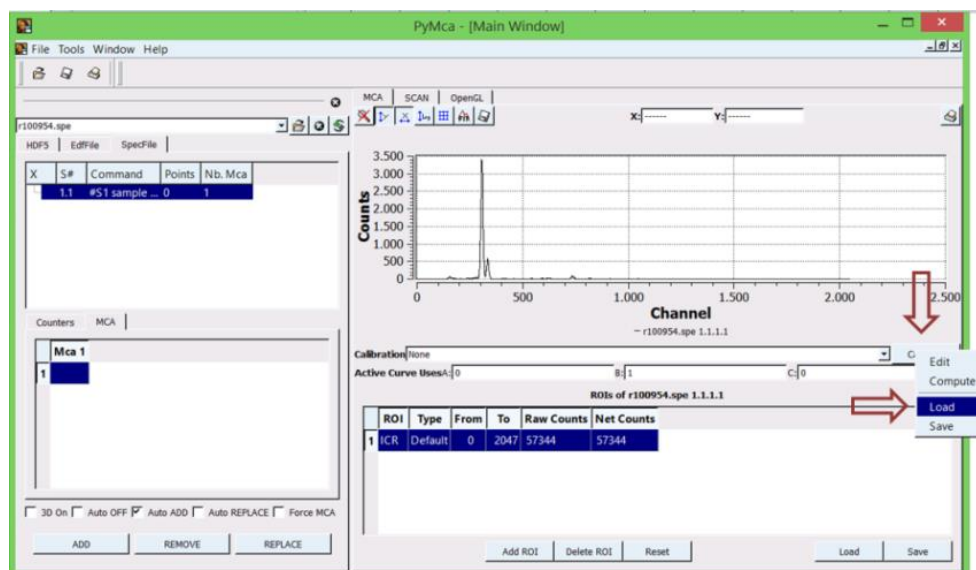 PyMca - [Main Window]
File Tools Window Help
r100954.spe
HDF5 EdfFile SpecFile
X S# Command Points Nb. Mca
1.1 #S1 sample ... 0 1
Counters MCA
Mca 1
1
3D On Auto OFF Auto ADD Auto REPLACE Force MCA
ADD REMOVE REPLACE
MCA SCAN OpenGL
X: ------ Y: ------
3.500
3.000
2.500
2.000
1.500
1.000
500
0
Counts
0 500 1.000 1.500 2.000 2.500
Channel
r100954.spe 1.1.1.1
Calibration None
Active Curve Uses A: 0 B: 1 C: 0
Edit
Compute
Load
Save
ROIs of r100954.spe 1.1.1.1
ROI Type From To Raw Counts Net Counts
1 ICR Default 0 2047 57344 57344
Add ROI Delete ROI Reset Load Save